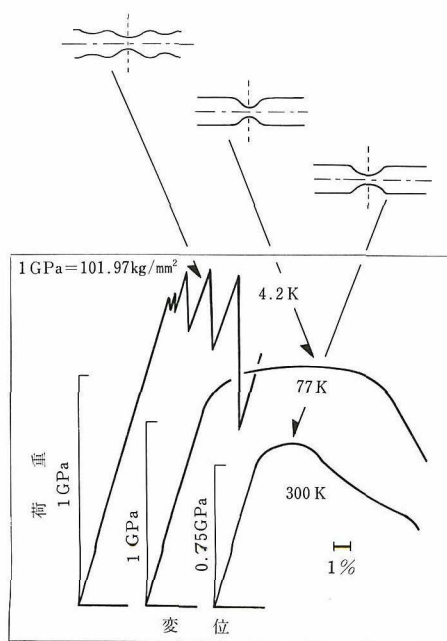 1GPa=101.97kg/mm²
4.2K
77K
300K
荷重
1GPa
1GPa
0.75GPa
1%
変位